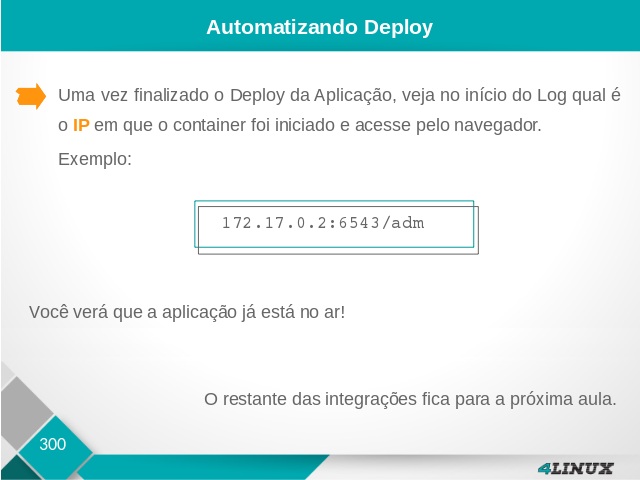 Automatizando Deploy
Uma vez finalizado o Deploy da Aplicação, veja no início do Log qual é
o IP em que o container foi iniciado e acesse pelo navegador.
Exemplo:
172.17.0.2:6543/adm
Você verá que a aplicação já está no ar!
O restante das integrações fica para a próxima aula.
300
4LINUX